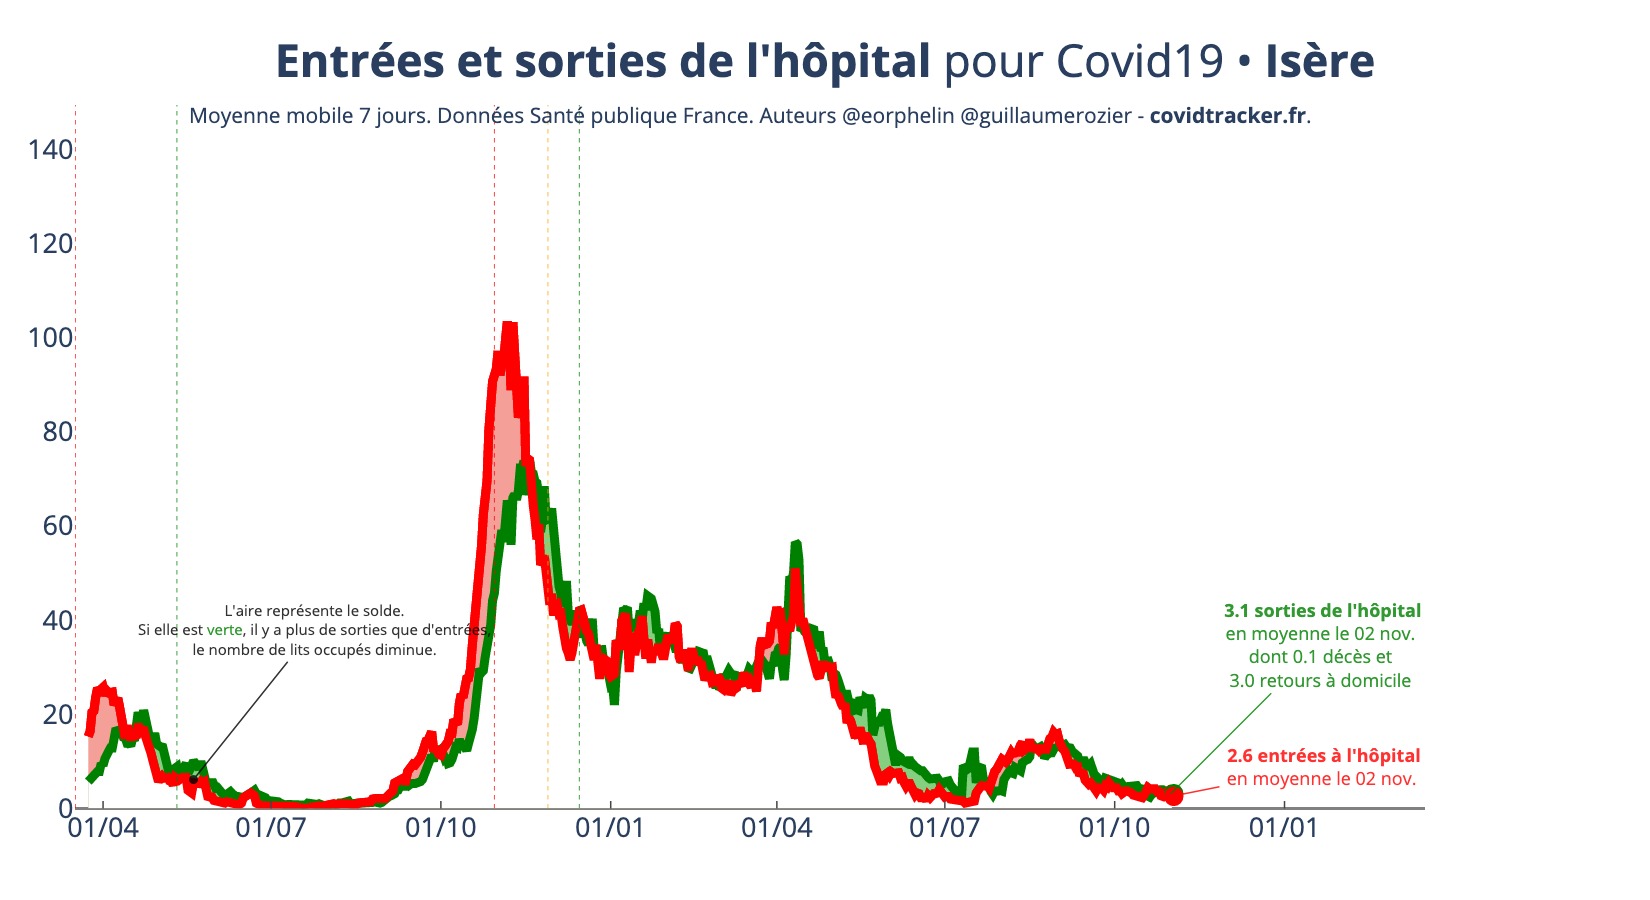 Entrées et sorties de l'hôpital pour Covid19 • Isère
Moyenne mobile 7 jours. Données Santé publique France. Auteurs @eorphelin @guillaumerozier - covidtracker.fr.
140
120
100
80
60
40
20
0
L'aire représente le solde.
Si elle est verte, il y a plus de sorties que d'entrées,
le nombre de lits occupés diminue.
3.1 sorties de l'hôpital
en moyenne le 02 nov.
dont 0.1 décès et
3.0 retours à domicile
2.6 entrées à l'hôpital
en moyenne le 02 nov.
01/04 01/07 01/10 01/01 01/04 01/07 01/10 01/01